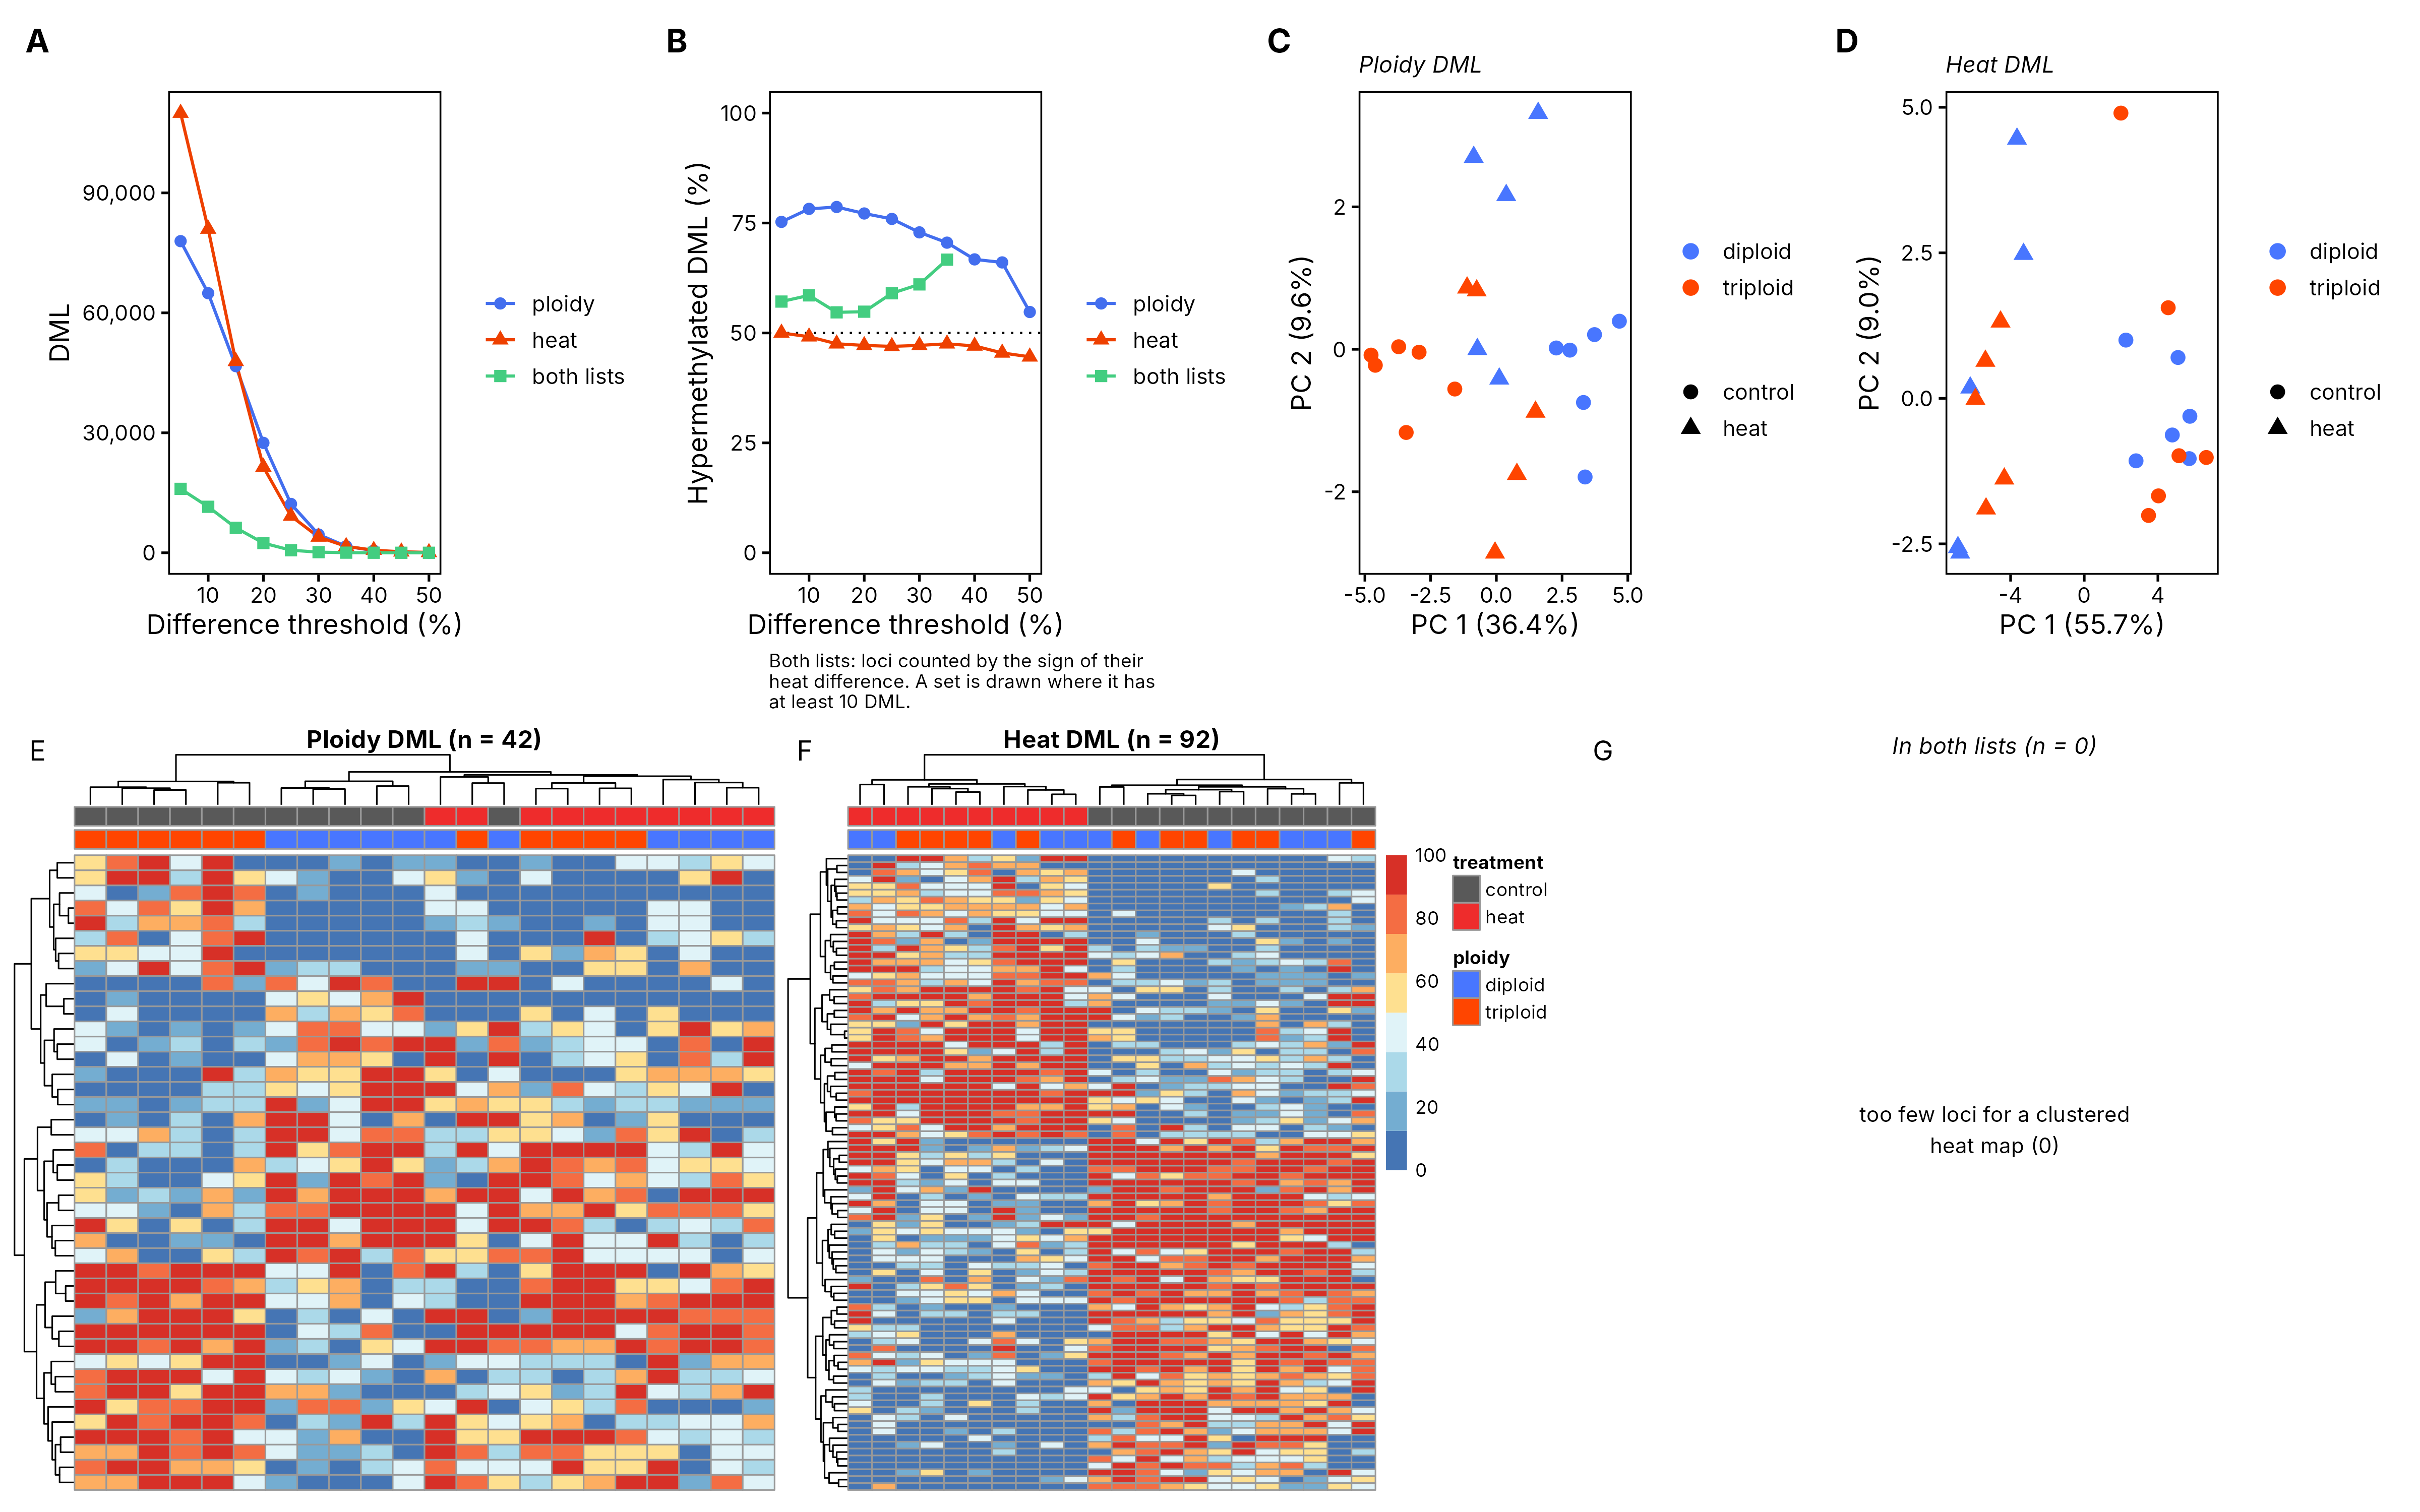 A
B
C
D
Ploidy DML
Heat DML
DML
90,000
60,000
30,000
0
10 20 30 40 50
Difference threshold (%)
ploidy
heat
both lists
Hypermethylated DML (%)
100
75
50
25
0
10 20 30 40 50
Difference threshold (%)
ploidy
heat
both lists
Both lists: loci counted by the sign of their
heat difference. A set is drawn where it has
at least 10 DML.
PC 2 (9.6%)
2
0
-2
-5.0 -2.5 0.0 2.5 5.0
PC 1 (36.4%)
diploid
triploid
control
heat
PC 2 (9.0%)
5.0
2.5
0.0
-2.5
-4 0 4
PC 1 (55.7%)
diploid
triploid
control
heat
E
Ploidy DML (n = 42)
F
Heat DML (n = 92)
100
80
60
40
20
0
treatment
control
heat
ploidy
diploid
triploid
G
In both lists (n = 0)
too few loci for a clustered
heat map (0)